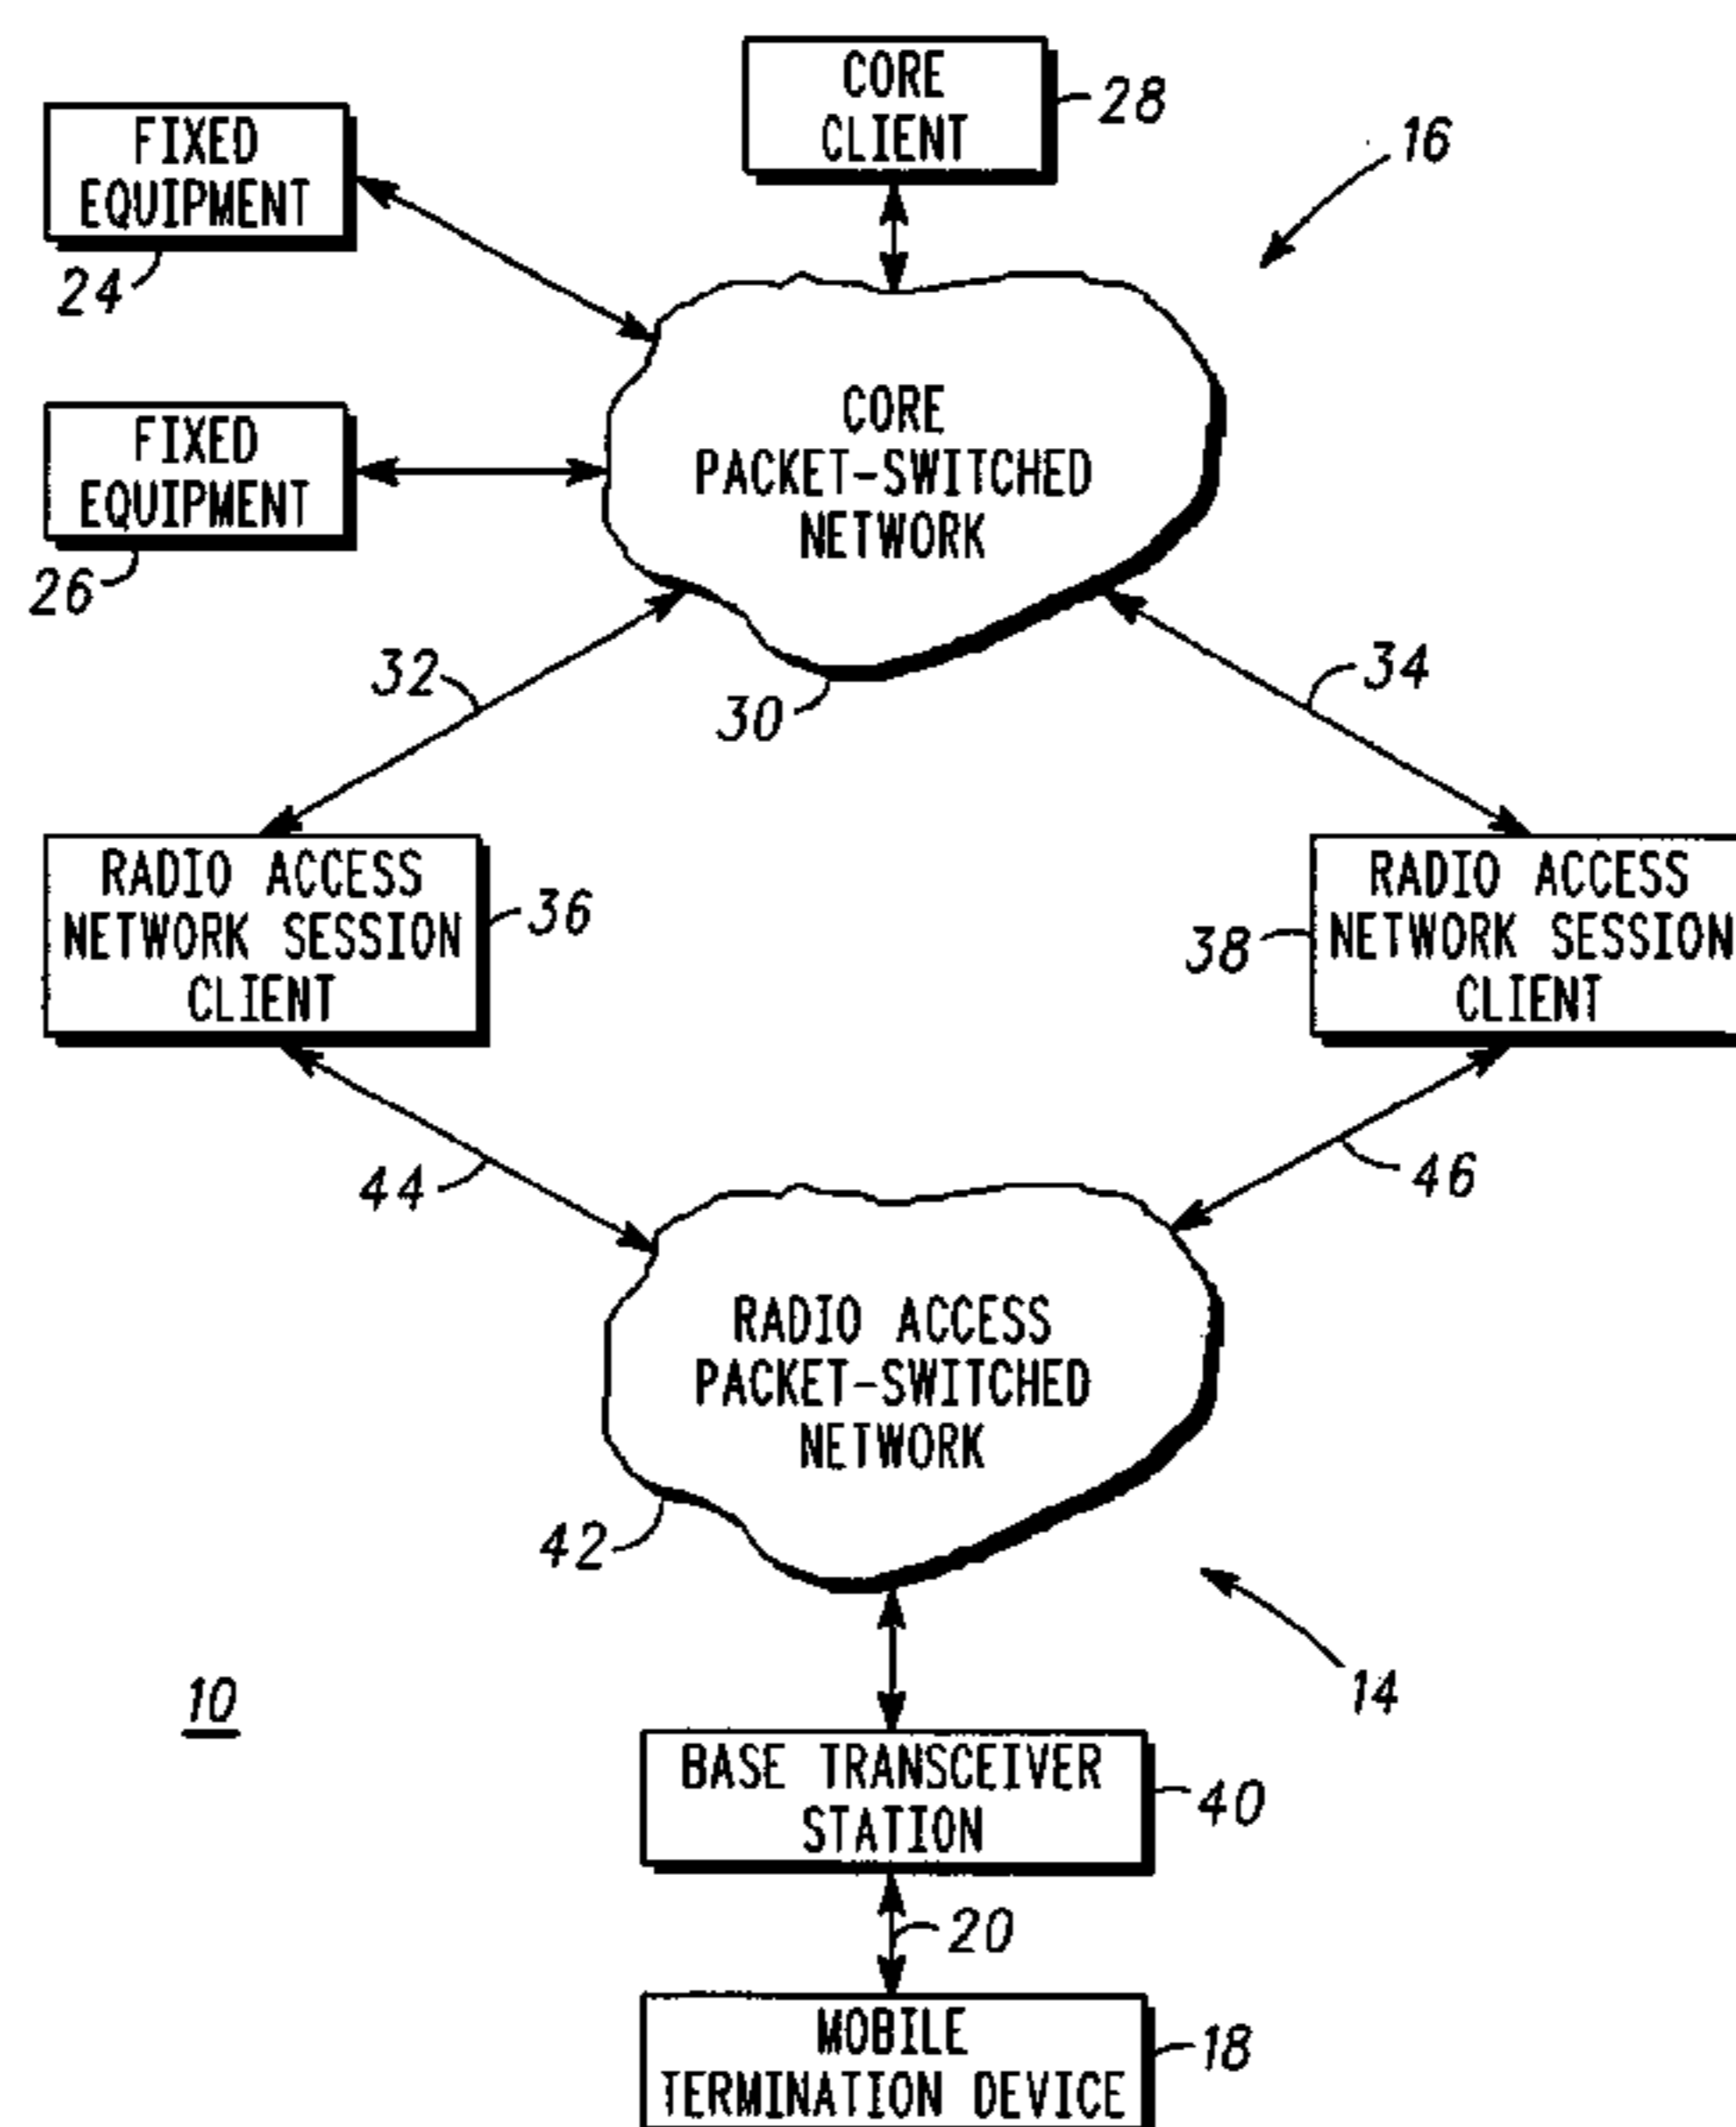 CORE
CLIENT
28
16
FIXED
EQUIPMENT
24
CORE
PACKET-SWITCHED
NETWORK
FIXED
EQUIPMENT
26
32
30
34
RADIO ACCESS
NETWORK SESSION
CLIENT
36
38
RADIO ACCESS
NETWORK SESSION
CLIENT
44
46
RADIO ACCESS
PACKET-SWITCHED
NETWORK
42
14
10
BASE TRANSCEIVER
STATION
40
20
MOBILE
TERMINATION DEVICE
18